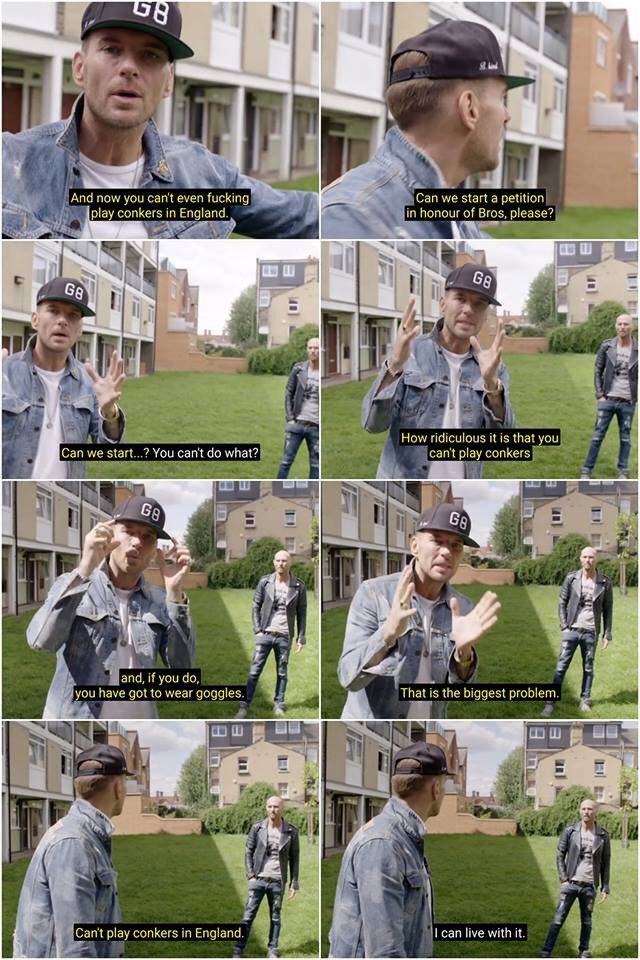 G8
And now you can't even fucking
play conkers in England.
Can we start a petition
in honour of Bros, please?
G8
Can we start...? You can't do what?
G8
How ridiculous it is that you
can't play conkers
G8
and, if you do,
you have got to wear goggles.
G8
That is the biggest problem.
Can't play conkers in England.
I can live with it.